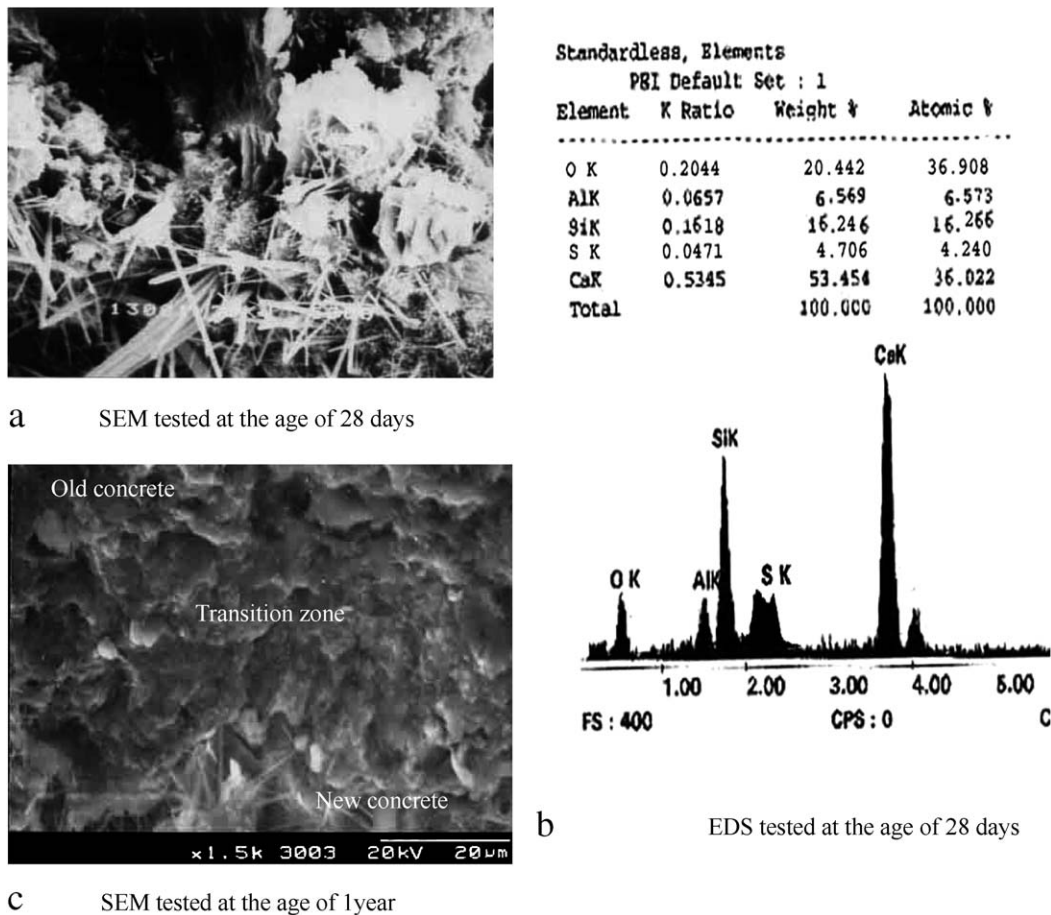 Standardless, Elements
PBI Default Set : 1
Element K Ratio Weight % Atomic %
O K 0.2044 20.442 36.908
AlK 0.0657 6.569 6.573
SiK 0.1618 16.246 16.266
S K 0.0471 4.706 4.240
CaK 0.5345 53.454 36.022
Total 100.000 100.000
a SEM tested at the age of 28 days
CaK
SiK
O K AlK S K
1.00 2.00 3.00 4.00 5.00
FS : 400 CPS : 0 C
b EDS tested at the age of 28 days
Old concrete
Transition zone
New concrete
x1.5k 3003 20kV 20µm
c SEM tested at the age of 1year